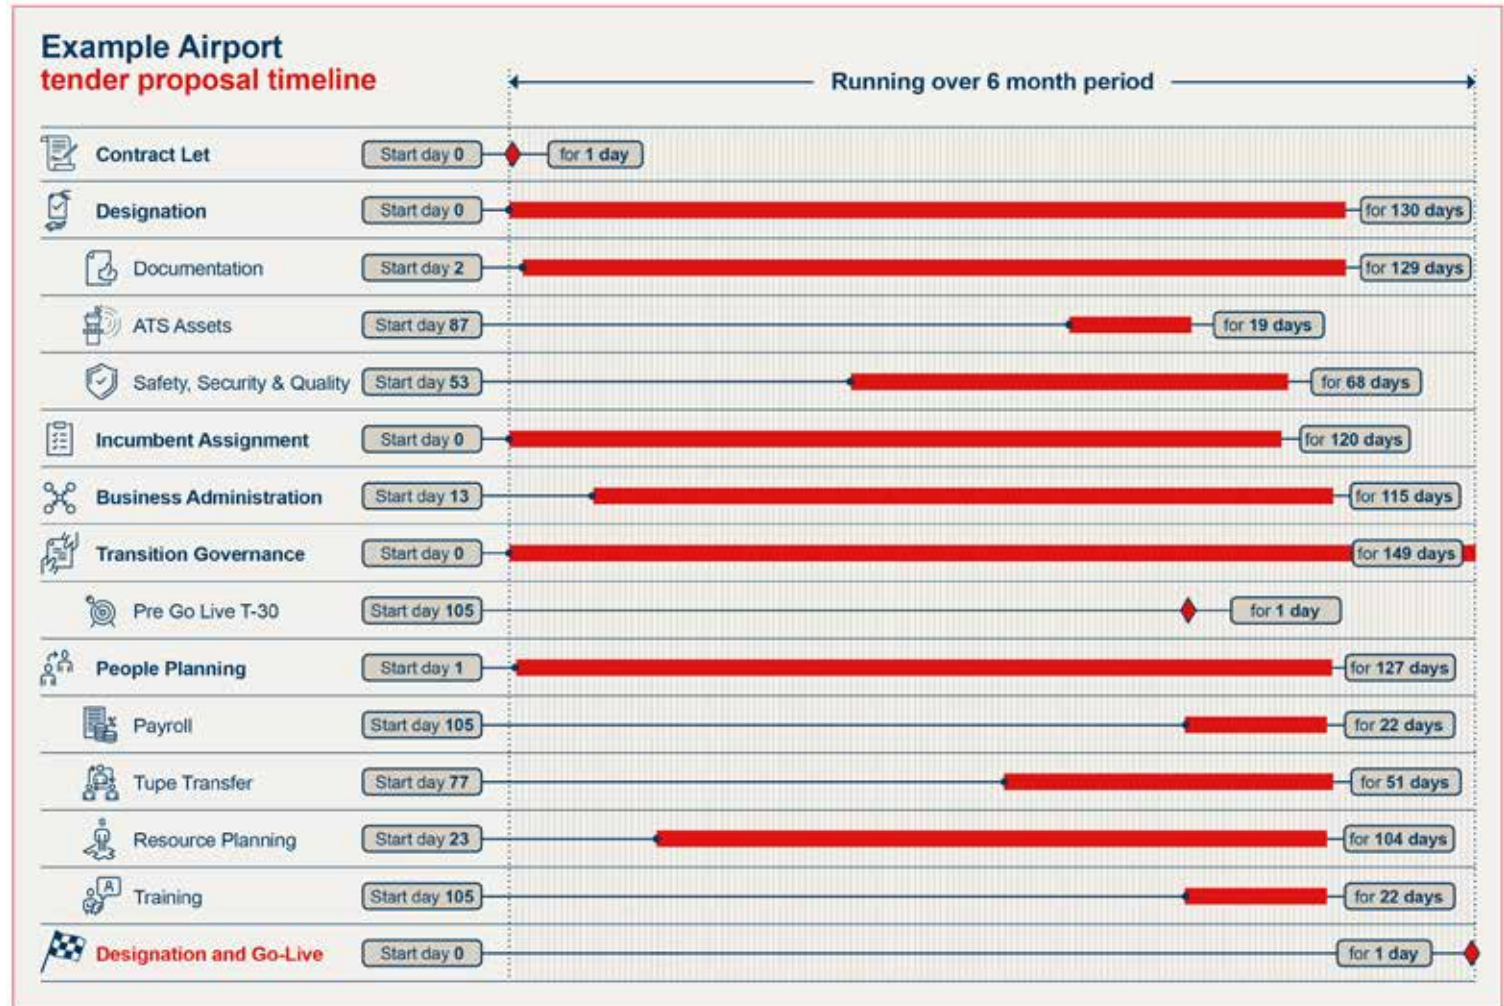 Example Airport
tender proposal timeline
Running over 6 month period
Contract Let Start day 0 for 1 day
Designation Start day 0 for 130 days
Documentation Start day 2 for 129 days
ATS Assets Start day 87 for 19 days
Safety, Security & Quality Start day 53 for 68 days
Incumbent Assignment Start day 0 for 120 days
Business Administration Start day 13 for 115 days
Transition Governance Start day 0 for 149 days
Pre Go Live T-30 Start day 105 for 1 day
People Planning Start day 1 for 127 days
Payroll Start day 105 for 22 days
Tupe Transfer Start day 77 for 51 days
Resource Planning Start day 23 for 104 days
A
Training Start day 105 for 22 days
Designation and Go-Live Start day 0 for 1 day